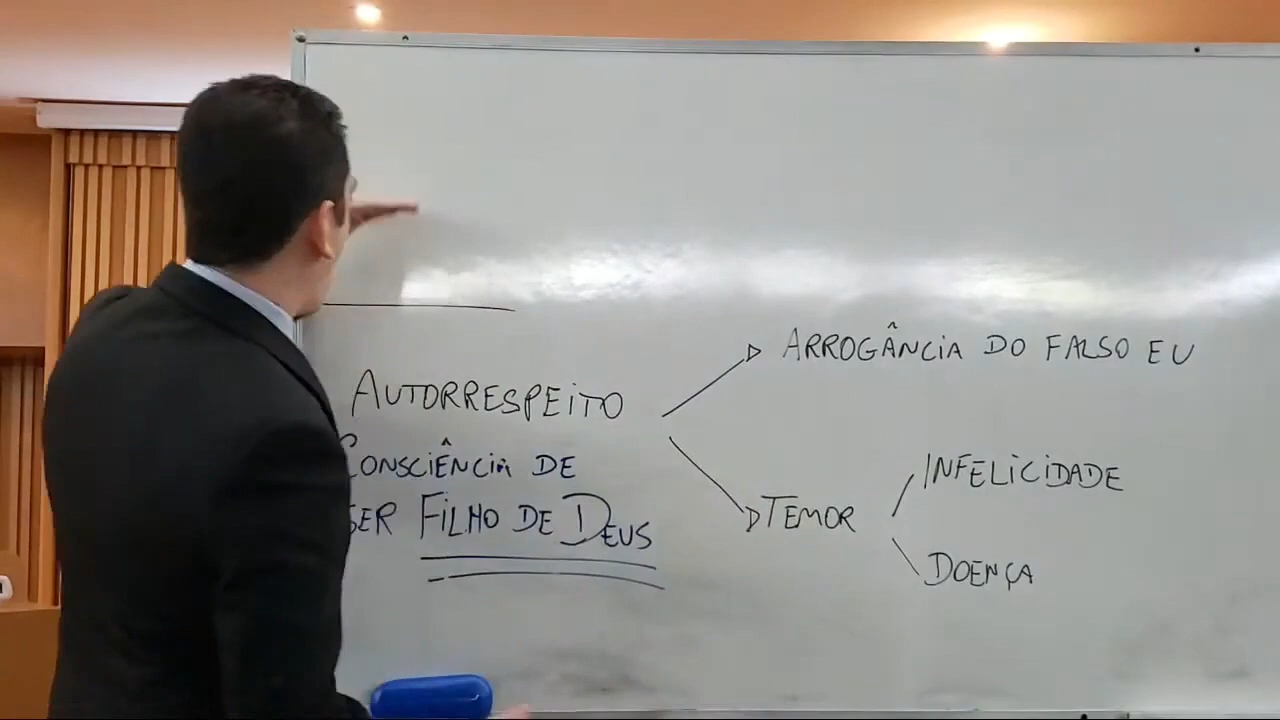 AUTORRESPEITO
CONSCIÊNCIA DE
SER FILHO DE DEUS
ARROGÂNCIA DO FALSO EU
TEMOR
INFELICIDADE
DOENÇA